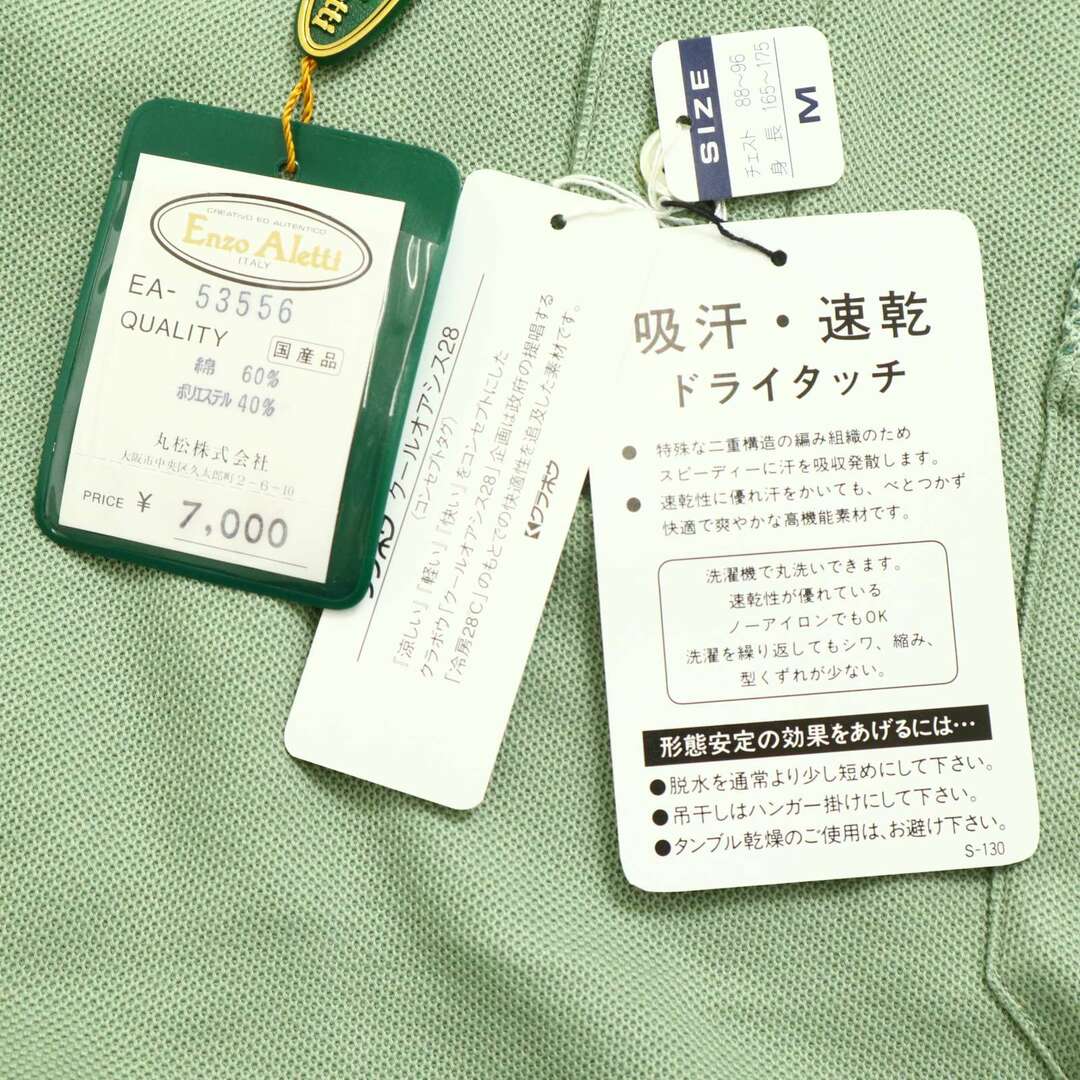 tti
CREATIVO ED AUTENTICO
Enzo Aletti
ITALY
EA- 53556
QUALITY
国産品
綿 60%
ポリエステル 40%
丸松株式会社
大阪市中央区久太郎町2-6-10
PRICE ¥ 7,000
クラボウ クールオアシス28
(コンセプトタグ)
『涼しい』『軽い』『快い』をコンセプトにした
クラボウ「クールオアシス28」企画は政府の提唱する
「冷房28C」のもとでの快適性を追及した素材です。
クラボウ
SIZE
チェスト 88~96
身長 165~175
M
吸汗・速乾
ドライタッチ
● 特殊な二重構造の編み組織のため
スピーディーに汗を吸収発散します。
● 速乾性に優れ汗をかいても、べとつかず
快適で爽やかな高機能素材です。
洗濯機で丸洗いできます。
速乾性が優れている
ノーアイロンでもOK
洗濯を繰り返してもシワ、縮み、
型くずれが少ない。
形態安定の効果をあげるには…
●脱水を通常より少し短めにして下さい。
●吊干しはハンガー掛けにして下さい。
●タンブル乾燥のご使用は、お避け下さい。
S-130